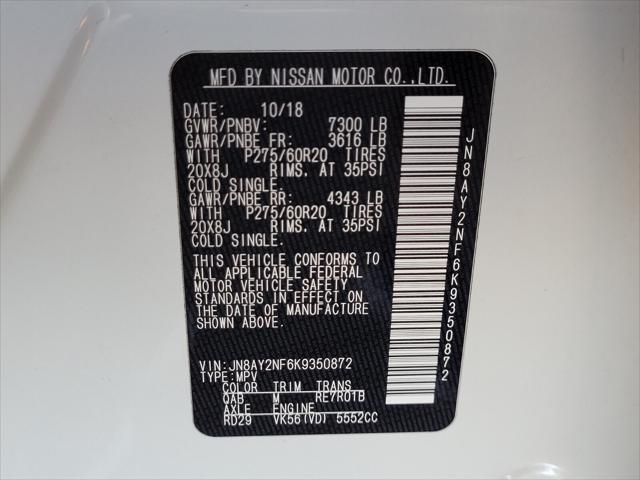 MFD BY NISSAN MOTOR CO.,LTD.
DATE: 10/18
GVWR/PNBV: 7300 LB
GAWR/PNBE FR: 3616 LB
WITH P275/60R20 TIRES
20X8J RIMS. AT 35PSI
COLD SINGLE.
GAWR/PNBE RR: 4343 LB
WITH P275/60R20 TIRES
20X8J RIMS. AT 35PSI
COLD SINGLE.
THIS VEHICLE CONFORMS TO
ALL APPLICABLE FEDERAL
MOTOR VEHICLE SAFETY
STANDARDS IN EFFECT ON
THE DATE OF MANUFACTURE
SHOWN ABOVE.
VIN:JN8AY2NF6K9350872
TYPE:MPV
COLOR TRIM TRANS
QAB M RE7R01B
AXLE ENGINE
RD29 VK56(VD) 5552CC
JN8AY2NF6K9350872